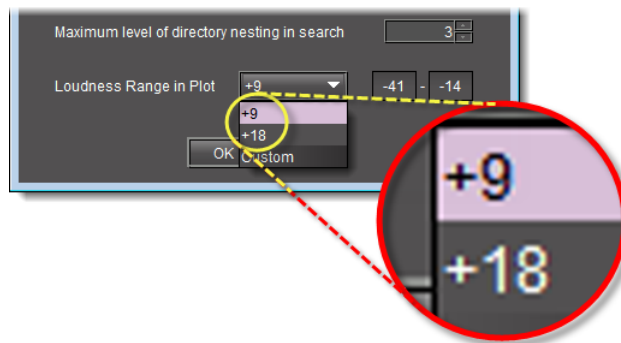 Maximum level of directory nesting in search 3
Loudness Range in Plot +9 -41 - -14
+9
+18
OK Custom
+9
+18